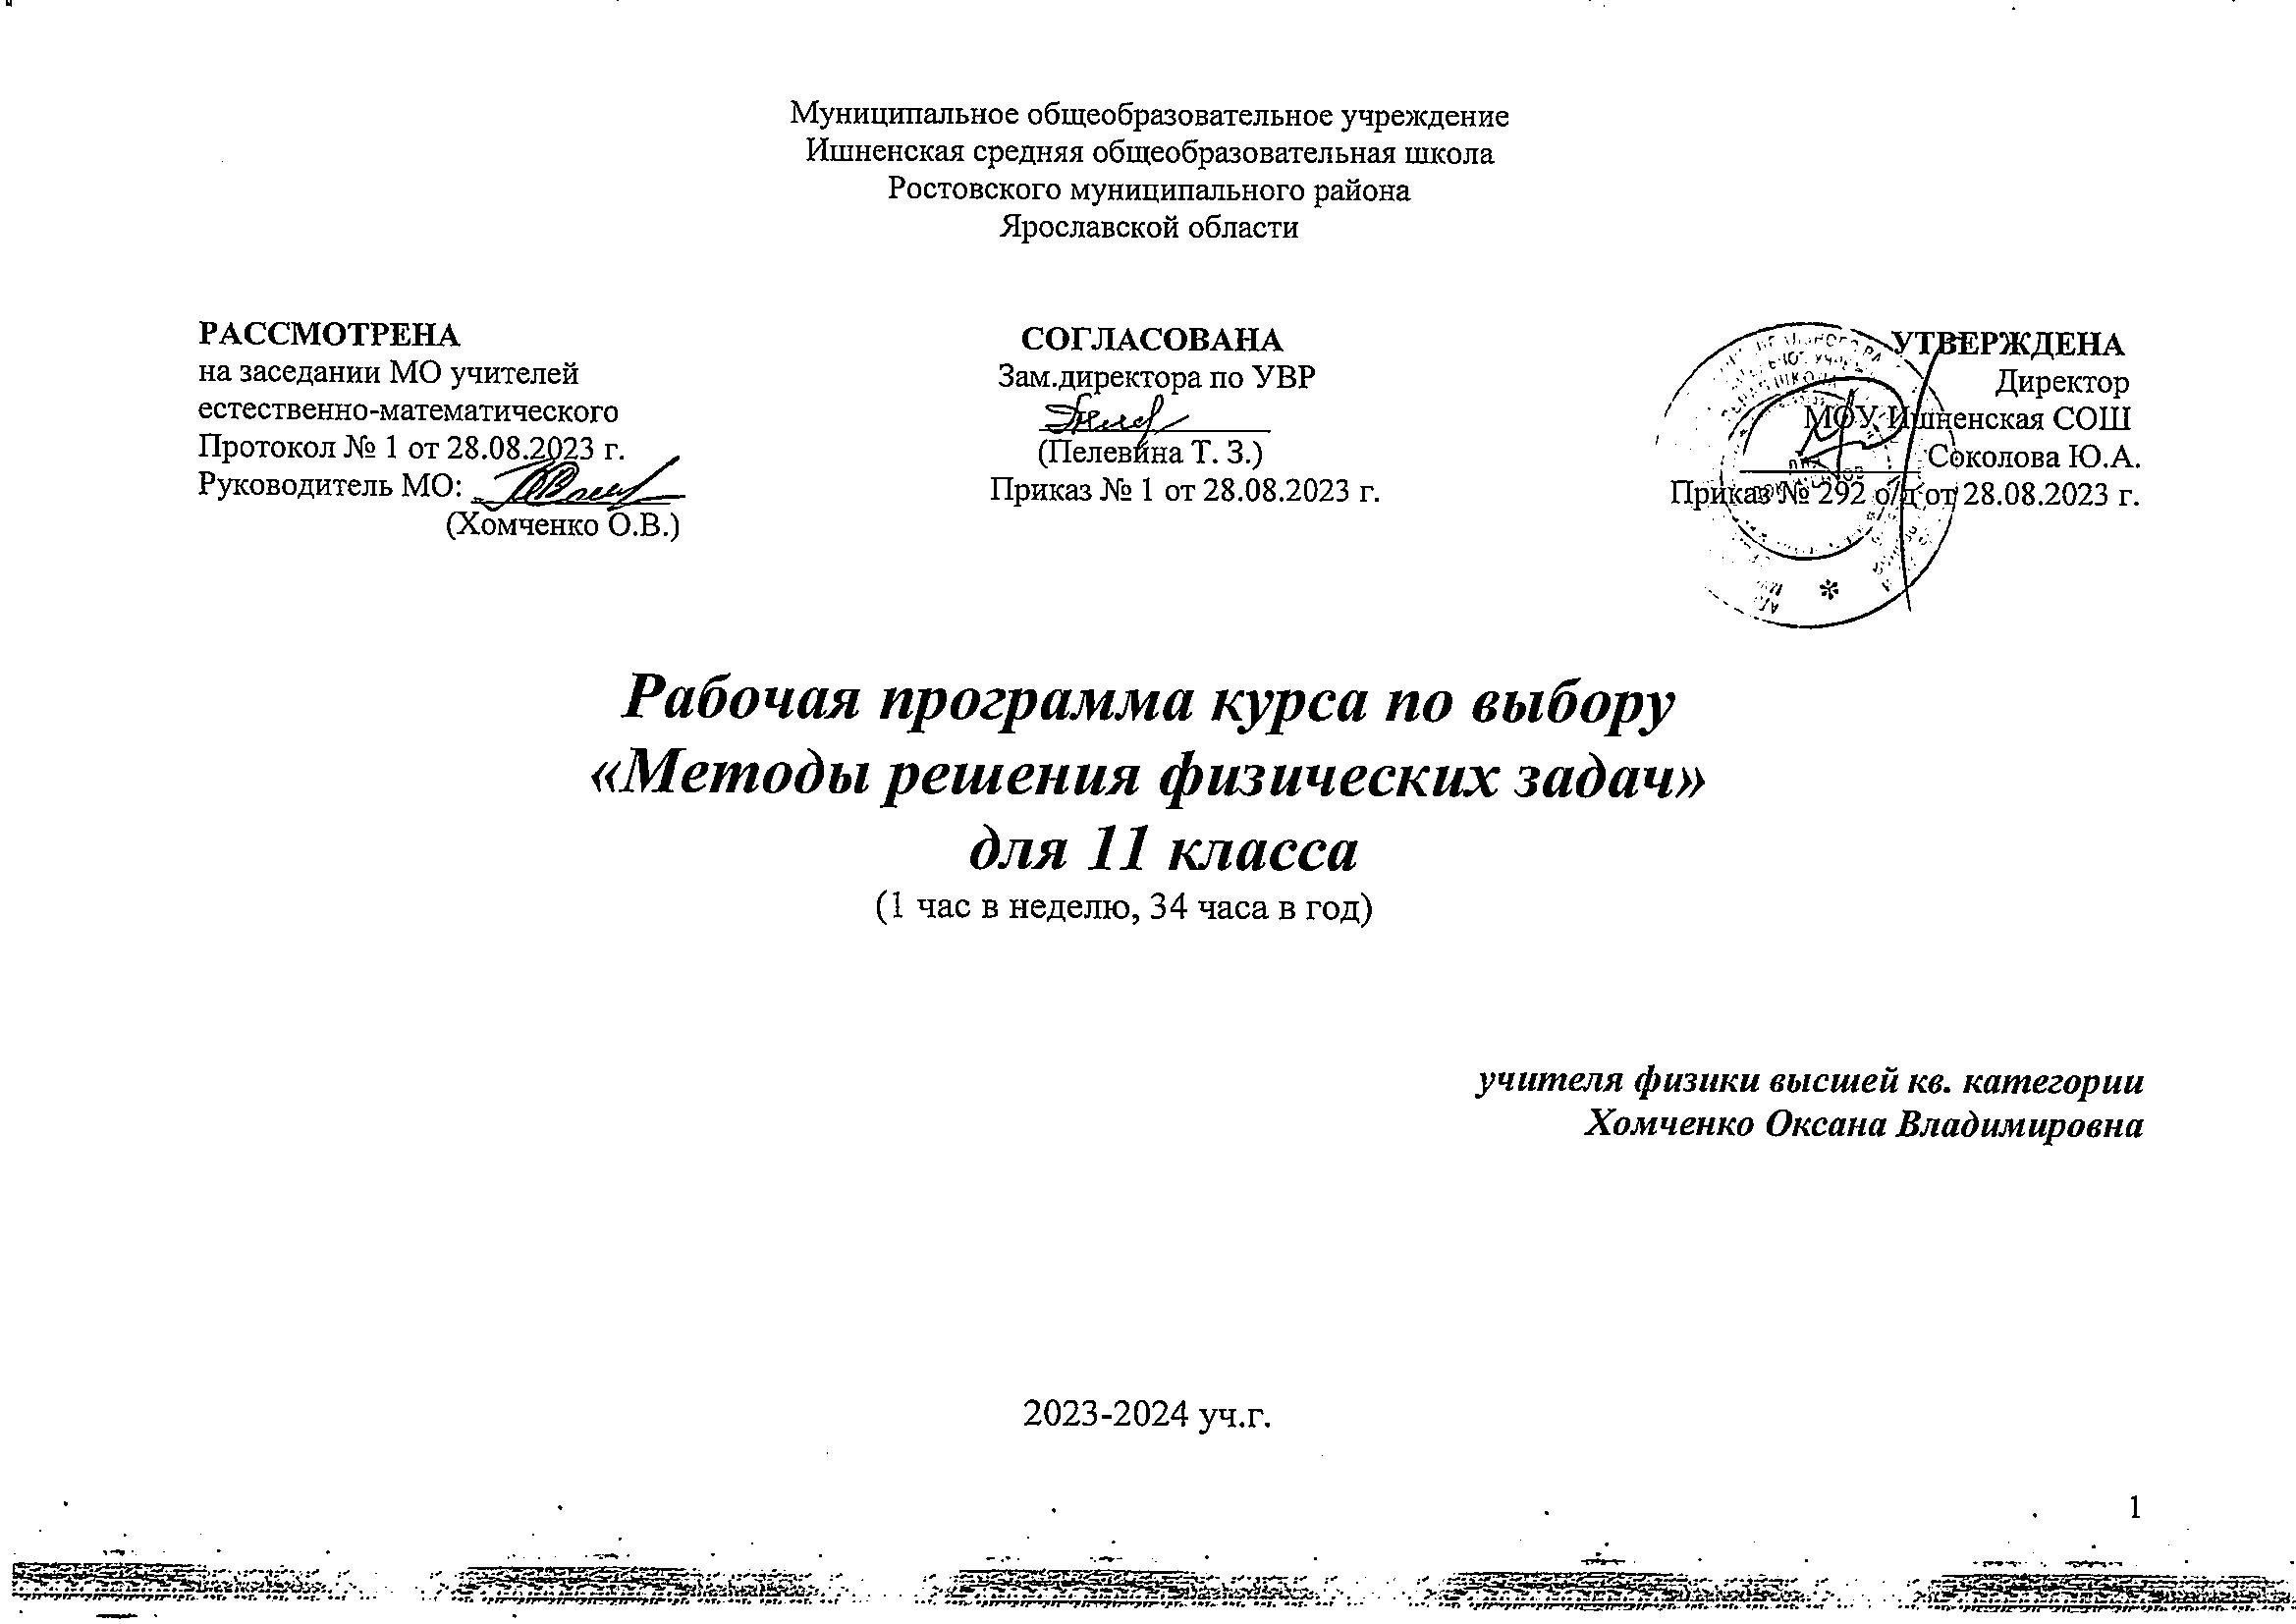 Муниципальное общеобразовательное учреждение
Ишненская средняя общеобразовательная школа
Ростовского муниципального района
Ярославской области
РАССМОТРЕНА
на заседании МО учителей
естественно-математического
Протокол № 1 от 28.08.2023 г.
Руководитель МО:
(Хомченко О.В.)
СОГЛАСОВАНА
Зам.директора по УВР
(Пелевина Т. З.)
Приказ № 1 от 28.08.2023 г.
УТВЕРЖДЕНА
Директор
МОУ Ишненская СОШ
Соколова Ю.А.
Приказ № 292 о/д от 28.08.2023 г.
Рабочая программа курса по выбору
«Методы решения физических задач»
для 11 класса
(1 час в неделю, 34 часа в год)
учителя физики высшей кв. категории
Хомченко Оксана Владимировна
2023-2024 уч.г.
1